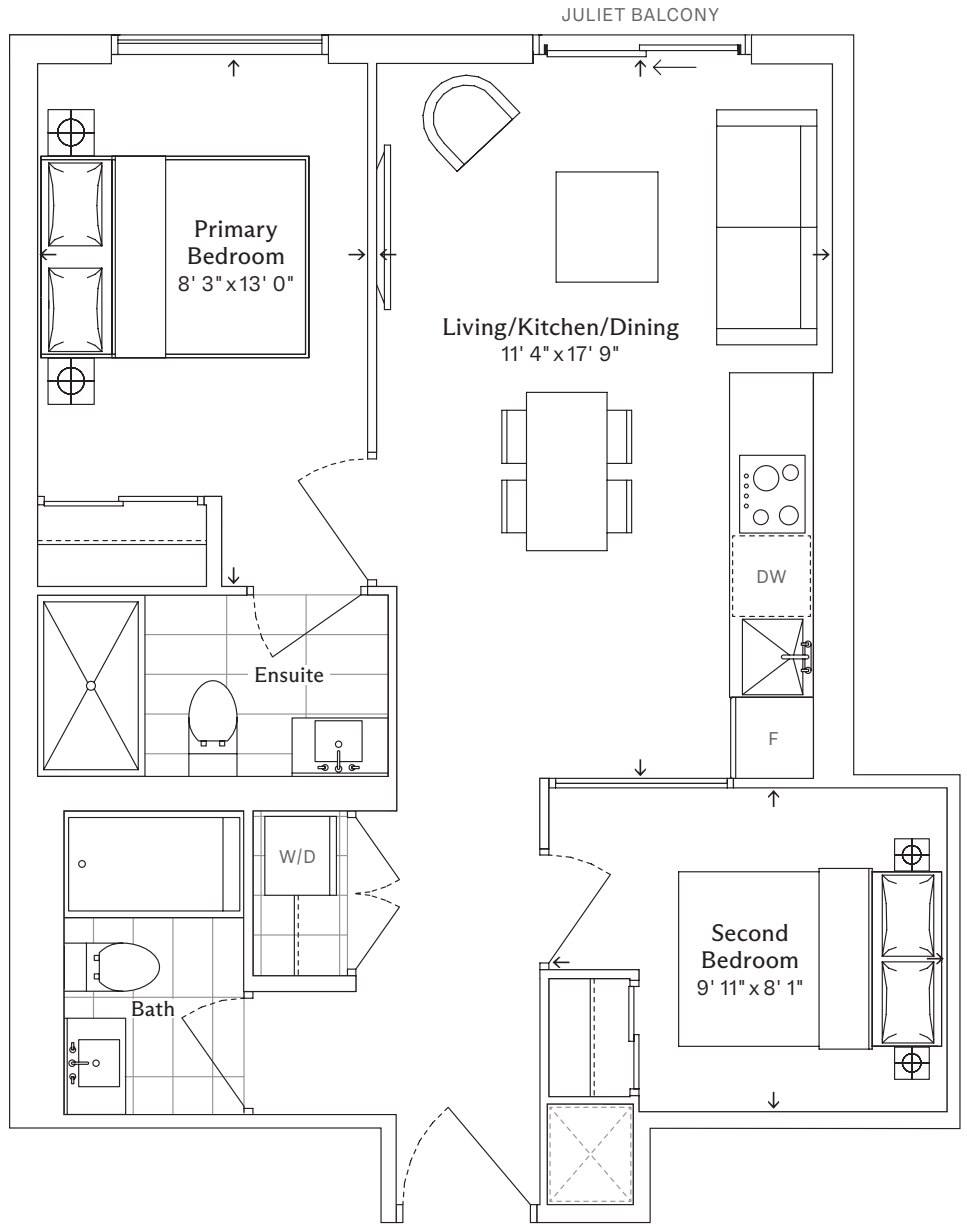 JULIET BALCONY
Primary
Bedroom
8' 3" x 13' 0"
Living/Kitchen/Dining
11' 4" x 17' 9"
DW
Ensuite
F
W/D
Second
Bedroom
9' 11" x 8' 1"
Bath